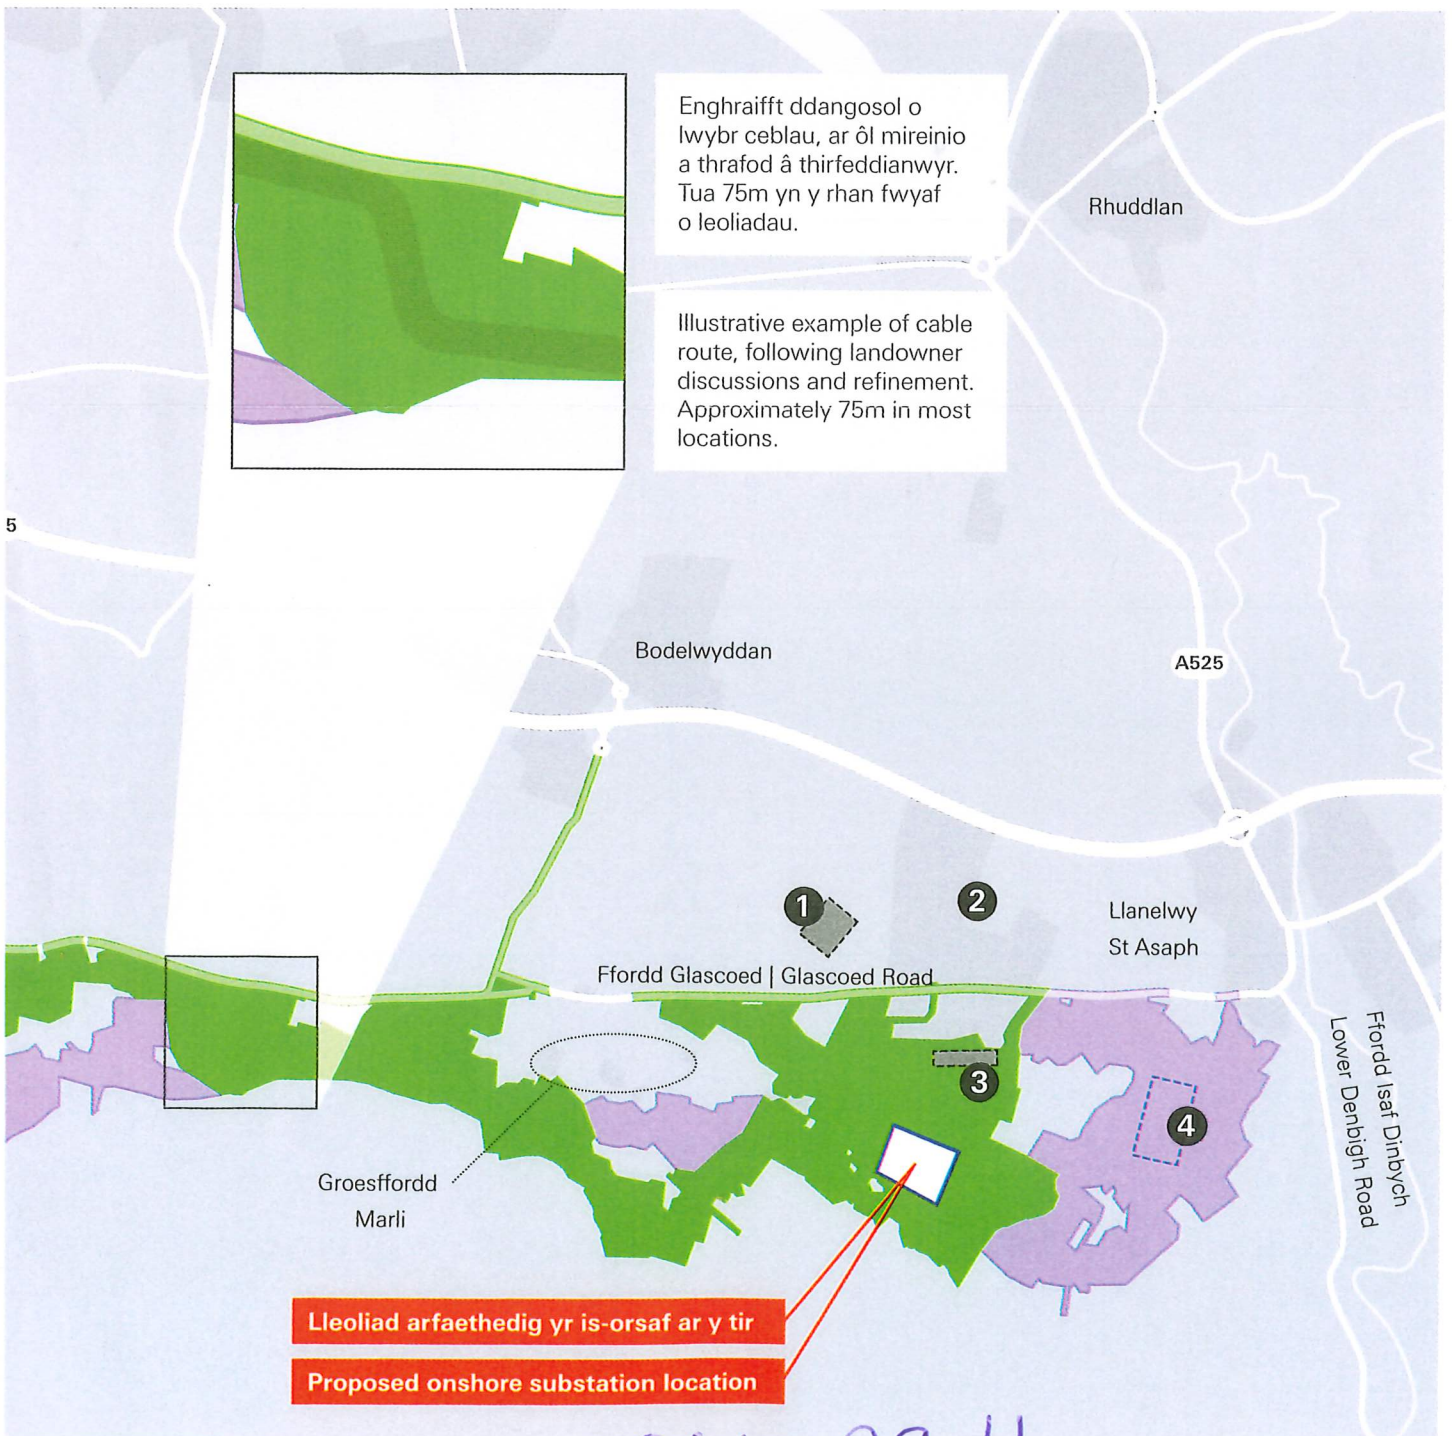 Enghraifft ddangosol o
lwybr ceblau, ar ôl mireinio
a thrafod â thirfeddianwyr.
Tua 75m yn y rhan fwyaf
o leoliadau.
Rhuddlan
Illustrative example of cable
route, following landowner
discussions and refinement.
Approximately 75m in most
locations.
5
Bodelwyddan
A525
1
2
Llanelwy
St Asaph
Ffordd Glascoed | Glascoed Road
Ffordd Isaf Dinbych
Lower Denbigh Road
3
4
Groesffordd
Marli
Lleoliad arfaethedig yr is-orsaf ar y tir
Proposed onshore substation location